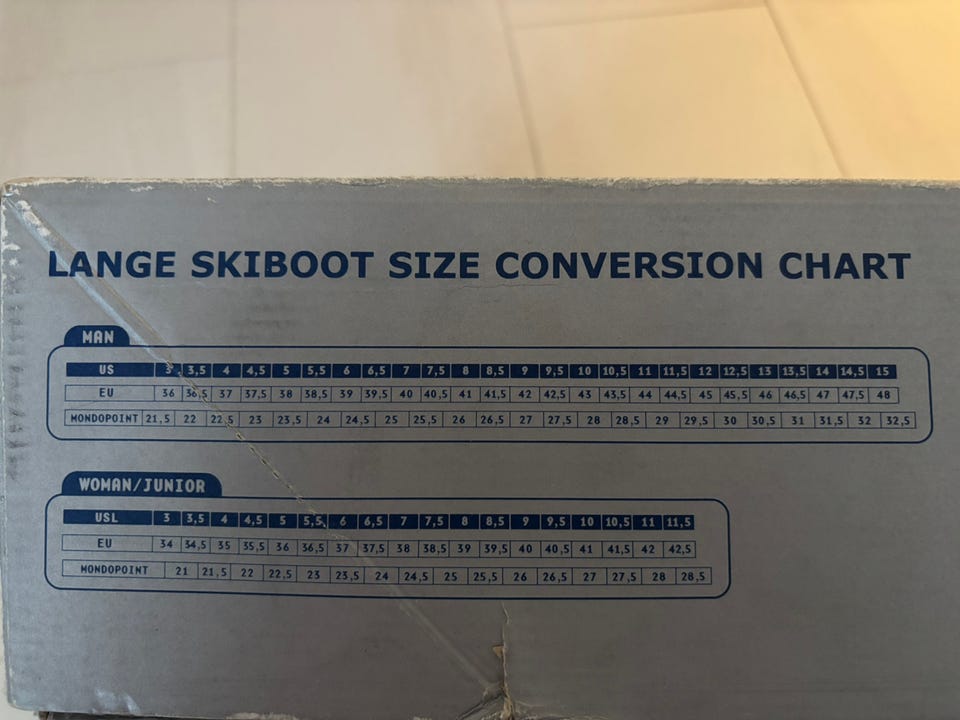 LANGE SKIBOOT SIZE CONVERSION CHART
MAN
US 3 3,5 4 4,5 5 5,5 6 6,5 7 7,5 8 8,5 9 9,5 10 10,5 11 11,5 12 12,5 13 13,5 14 14,5 15
EU 36 36,5 37 37,5 38 38,5 39 39,5 40 40,5 41 41,5 42 42,5 43 43,5 44 44,5 45 45,5 46 46,5 47 47,5 48
MONDOPOINT 21,5 22 22,5 23 23,5 24 24,5 25 25,5 26 26,5 27 27,5 28 28,5 29 29,5 30 30,5 31 31,5 32 32,5
WOMAN/JUNIOR
USL 3 3,5 4 4,5 5 5,5 6 6,5 7 7,5 8 8,5 9 9,5 10 10,5 11 11,5
EU 34 34,5 35 35,5 36 36,5 37 37,5 38 38,5 39 39,5 40 40,5 41 41,5 42 42,5
MONDOPOINT 21 21,5 22 22,5 23 23,5 24 24,5 25 25,5 26 26,5 27 27,5 28 28,5